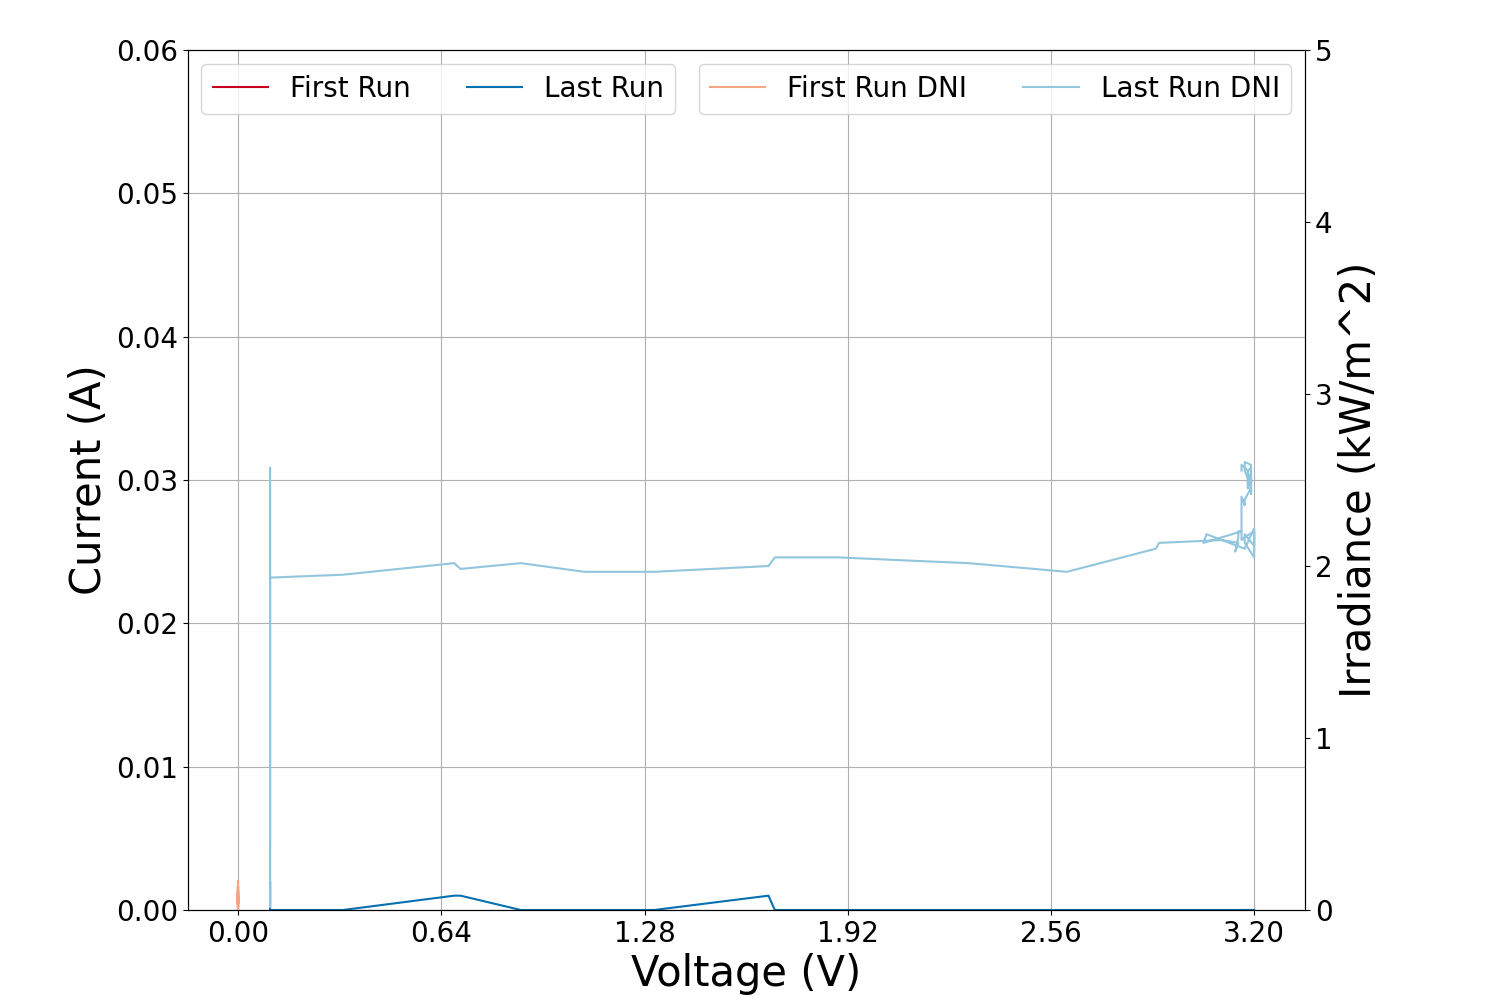 First Run
Last Run
First Run DNI
Last Run DNI
0.06
0.05
0.04
0.03
0.02
0.01
0.00
Current (A)
5
4
3
2
1
0
Irradiance (kW/m^2)
0.00
0.64
1.28
1.92
2.56
3.20
Voltage (V)